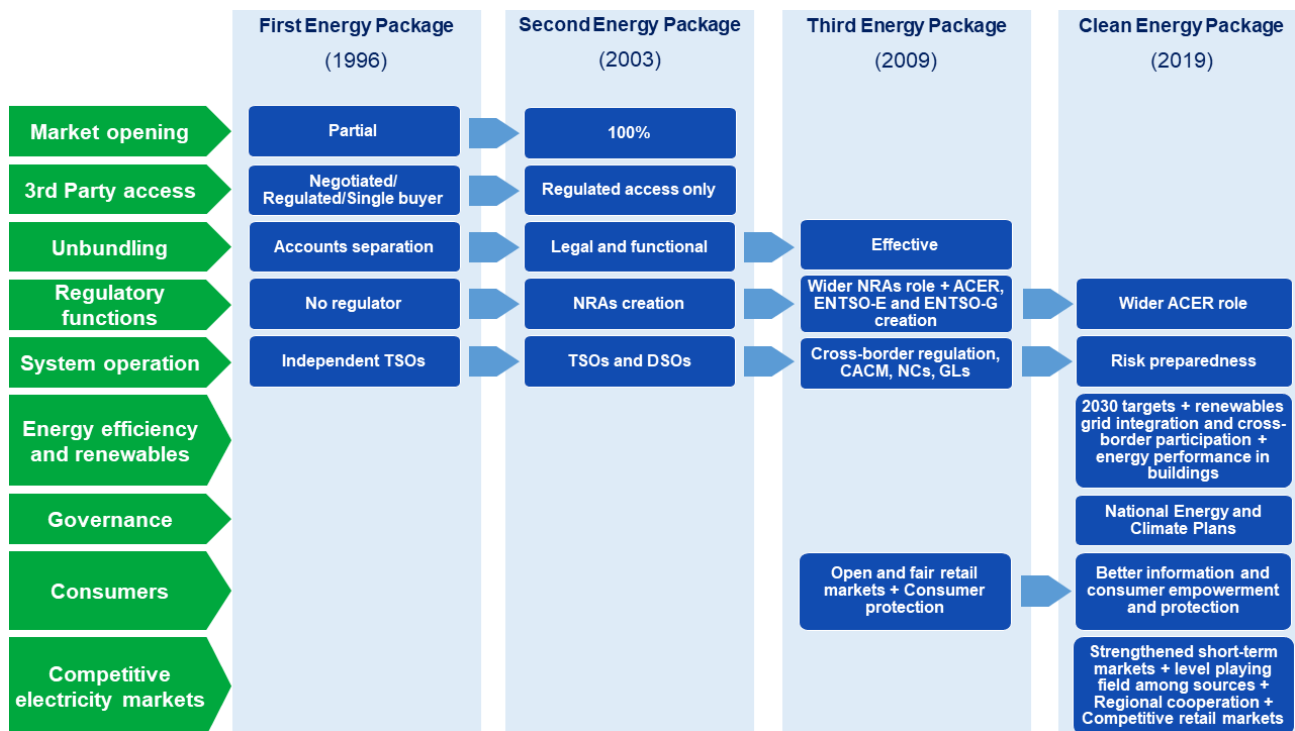 First Energy Package
(1996)
Second Energy Package
(2003)
Third Energy Package
(2009)
Clean Energy Package
(2019)
Market opening
Partial
100%
3rd Party access
Negotiated/
Regulated/Single buyer
Regulated access only
Unbundling
Accounts separation
Legal and functional
Effective
Regulatory
functions
No regulator
NRAs creation
Wider NRAs role + ACER,
ENTSO-E and ENTSO-G
creation
Wider ACER role
System operation
Independent TSOs
TSOs and DSOs
Cross-border regulation,
CACM, NCs, GLs
Risk preparedness
Energy efficiency
and renewables
2030 targets + renewables
grid integration and cross-
border participation +
energy performance in
buildings
Governance
National Energy and
Climate Plans
Consumers
Open and fair retail
markets + Consumer
protection
Better information and
consumer empowerment
and protection
Competitive
electricity markets
Strengthened short-term
markets + level playing
field among sources +
Regional cooperation +
Competitive retail markets